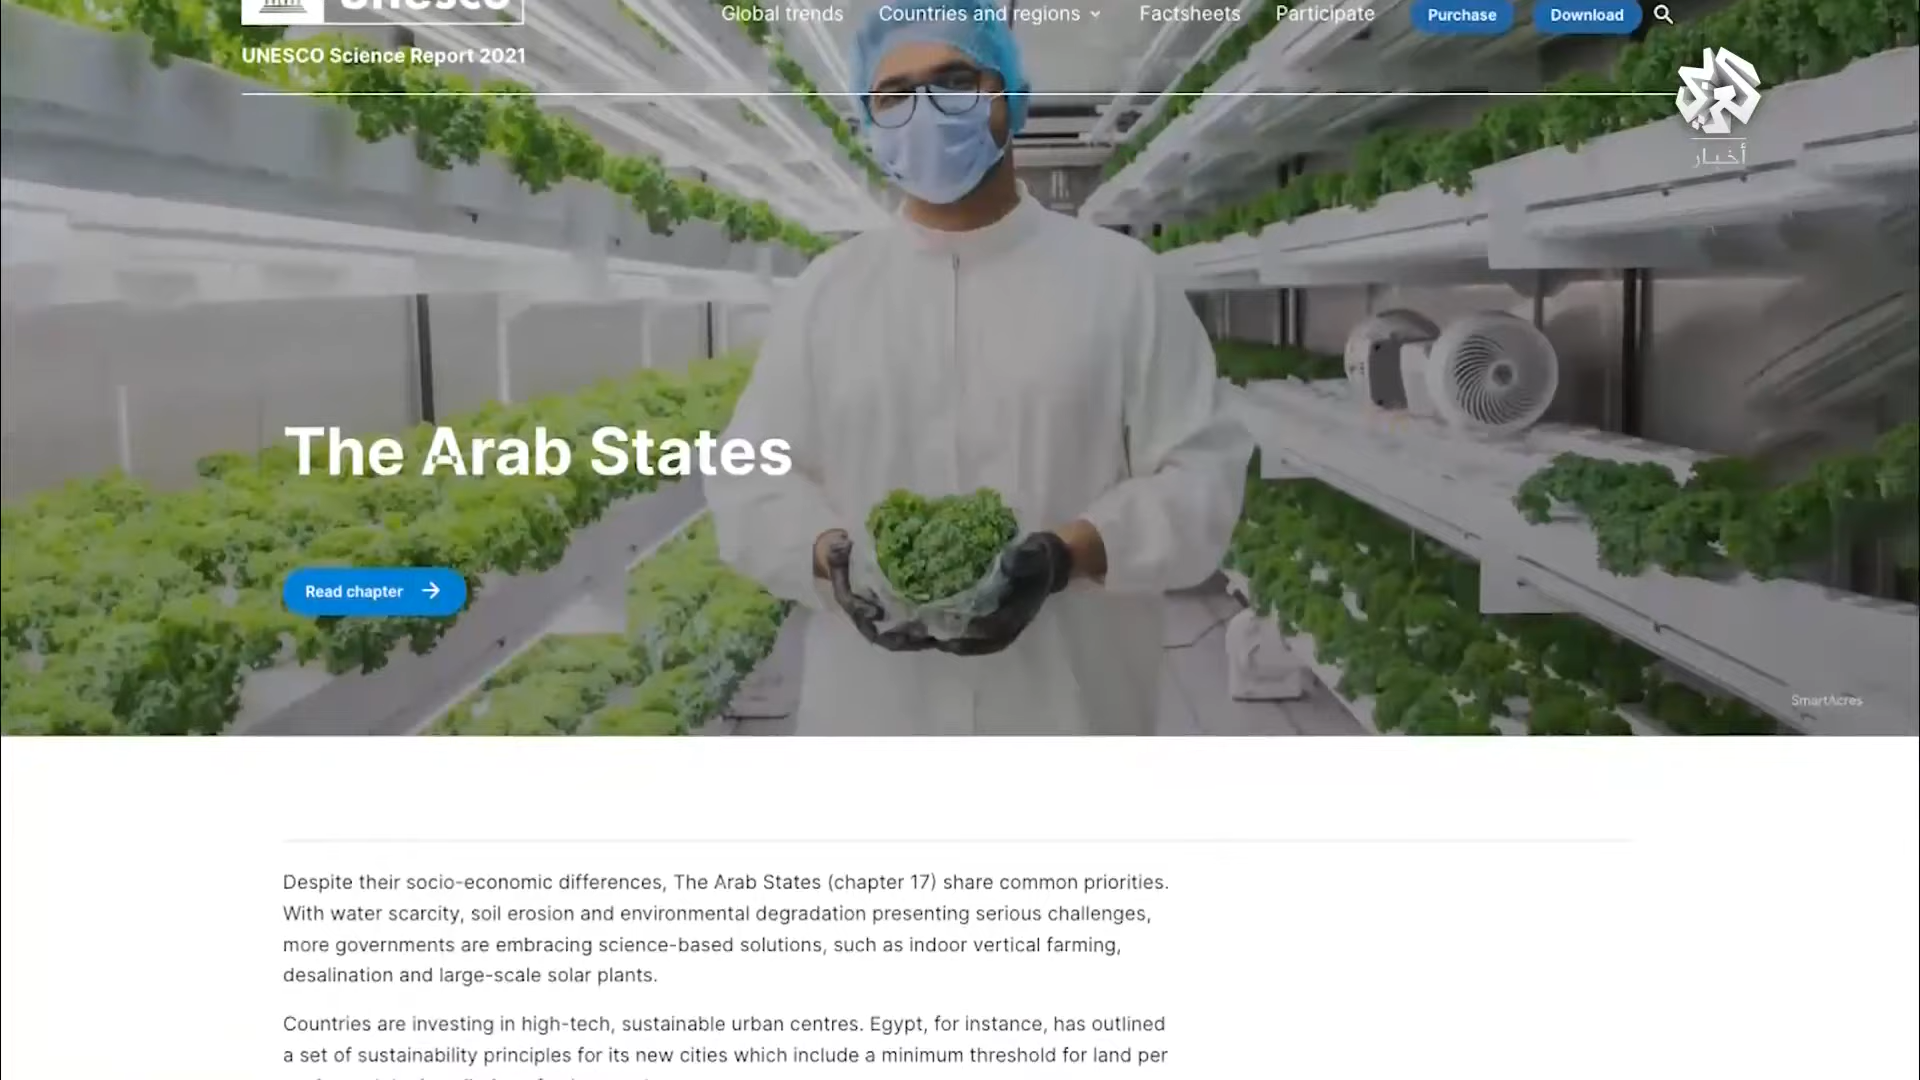 unesco
Global trends
Countries and regions
Factsheets
Participate
Purchase
Download
UNESCO Science Report 2021
العربي
أخبار
The Arab States
Read chapter
SmartAcres
Despite their socio-economic differences, The Arab States (chapter 17) share common priorities.
With water scarcity, soil erosion and environmental degradation presenting serious challenges,
more governments are embracing science-based solutions, such as indoor vertical farming,
desalination and large-scale solar plants.
Countries are investing in high-tech, sustainable urban centres. Egypt, for instance, has outlined
a set of sustainability principles for its new cities which include a minimum threshold for land per